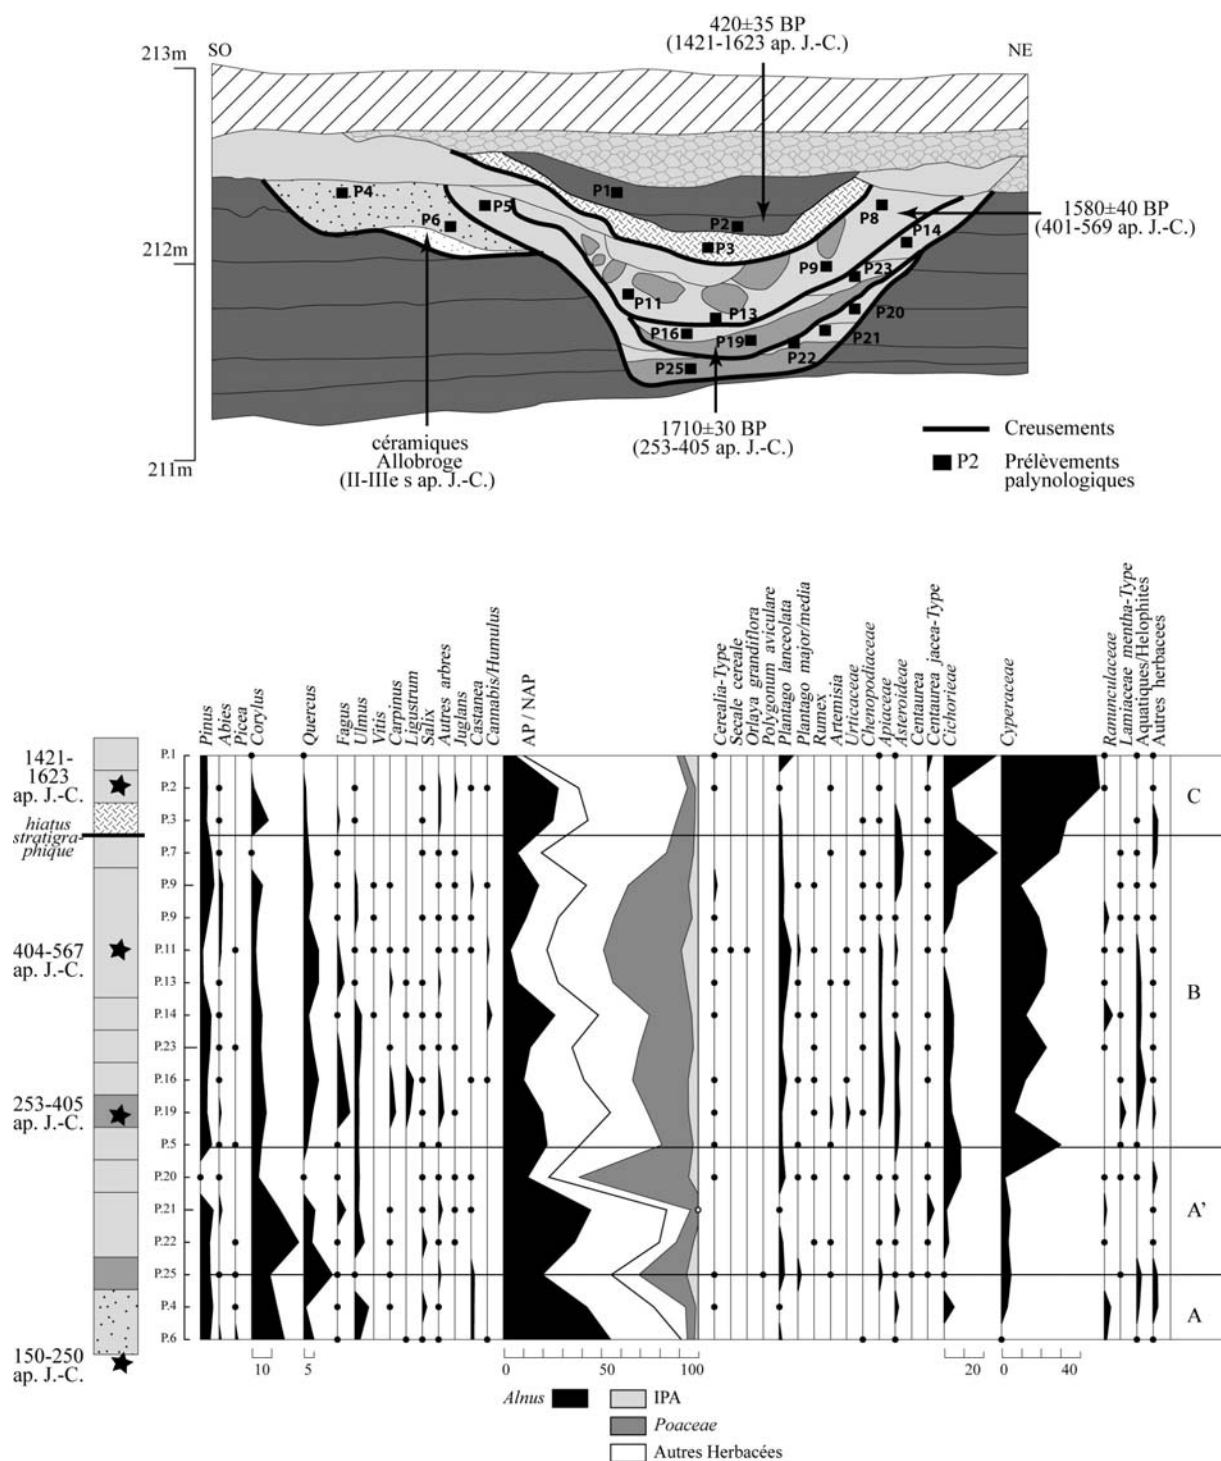 420±35 BP
(1421-1623 ap. J.-C.)
213m
SO
NE
P4
P6
P5
P1
P2
P3
P8
P14
P9
P23
P11
P13
P20
P16
P19
P21
P22
P25
212m
211m
1580±40 BP
(401-569 ap. J.-C.)
céramiques
Allobroge
(II-IIIe s ap. J.-C.)
1710±30 BP
(253-405 ap. J.-C.)
Creusements
P2 Prélèvements
palynologiques
Pinus
Abies
Picea
Corylus
Quercus
Fagus
Ulmus
Vitis
Carpinus
Ligustrum
Salix
Autres arbres
Juglans
Castanea
Cannabis/Humulus
AP / NAP
Cerealia-Type
Secale cereale
Orlaya grandiflora
Polygonum aviculare
Plantago lanceolata
Plantago major/media
Rumex
Artemisia
Urticaceae
Chenopodiaceae
Apiaceae
Asteroideae
Centaurea
Centaurea jacea-Type
Cichorieae
Cyperaceae
Ranunculaceae
Lamiaceae mentha-Type
Aquatiques/Helophites
Autres herbacees
1421-
1623
ap. J.-C.
hiatus
stratigra-
phique
404-567
ap. J.-C.
253-405
ap. J.-C.
150-250
ap. J.-C.
P.1
P.2
P.3
P.7
P.9
P.9
P.11
P.13
P.14
P.23
P.16
P.19
P.5
P.20
P.21
P.22
P.25
P.4
P.6
C
B
A'
A
10
5
0 50 100
20
0 40
Alnus
IPA
Poaceae
Autres Herbacées